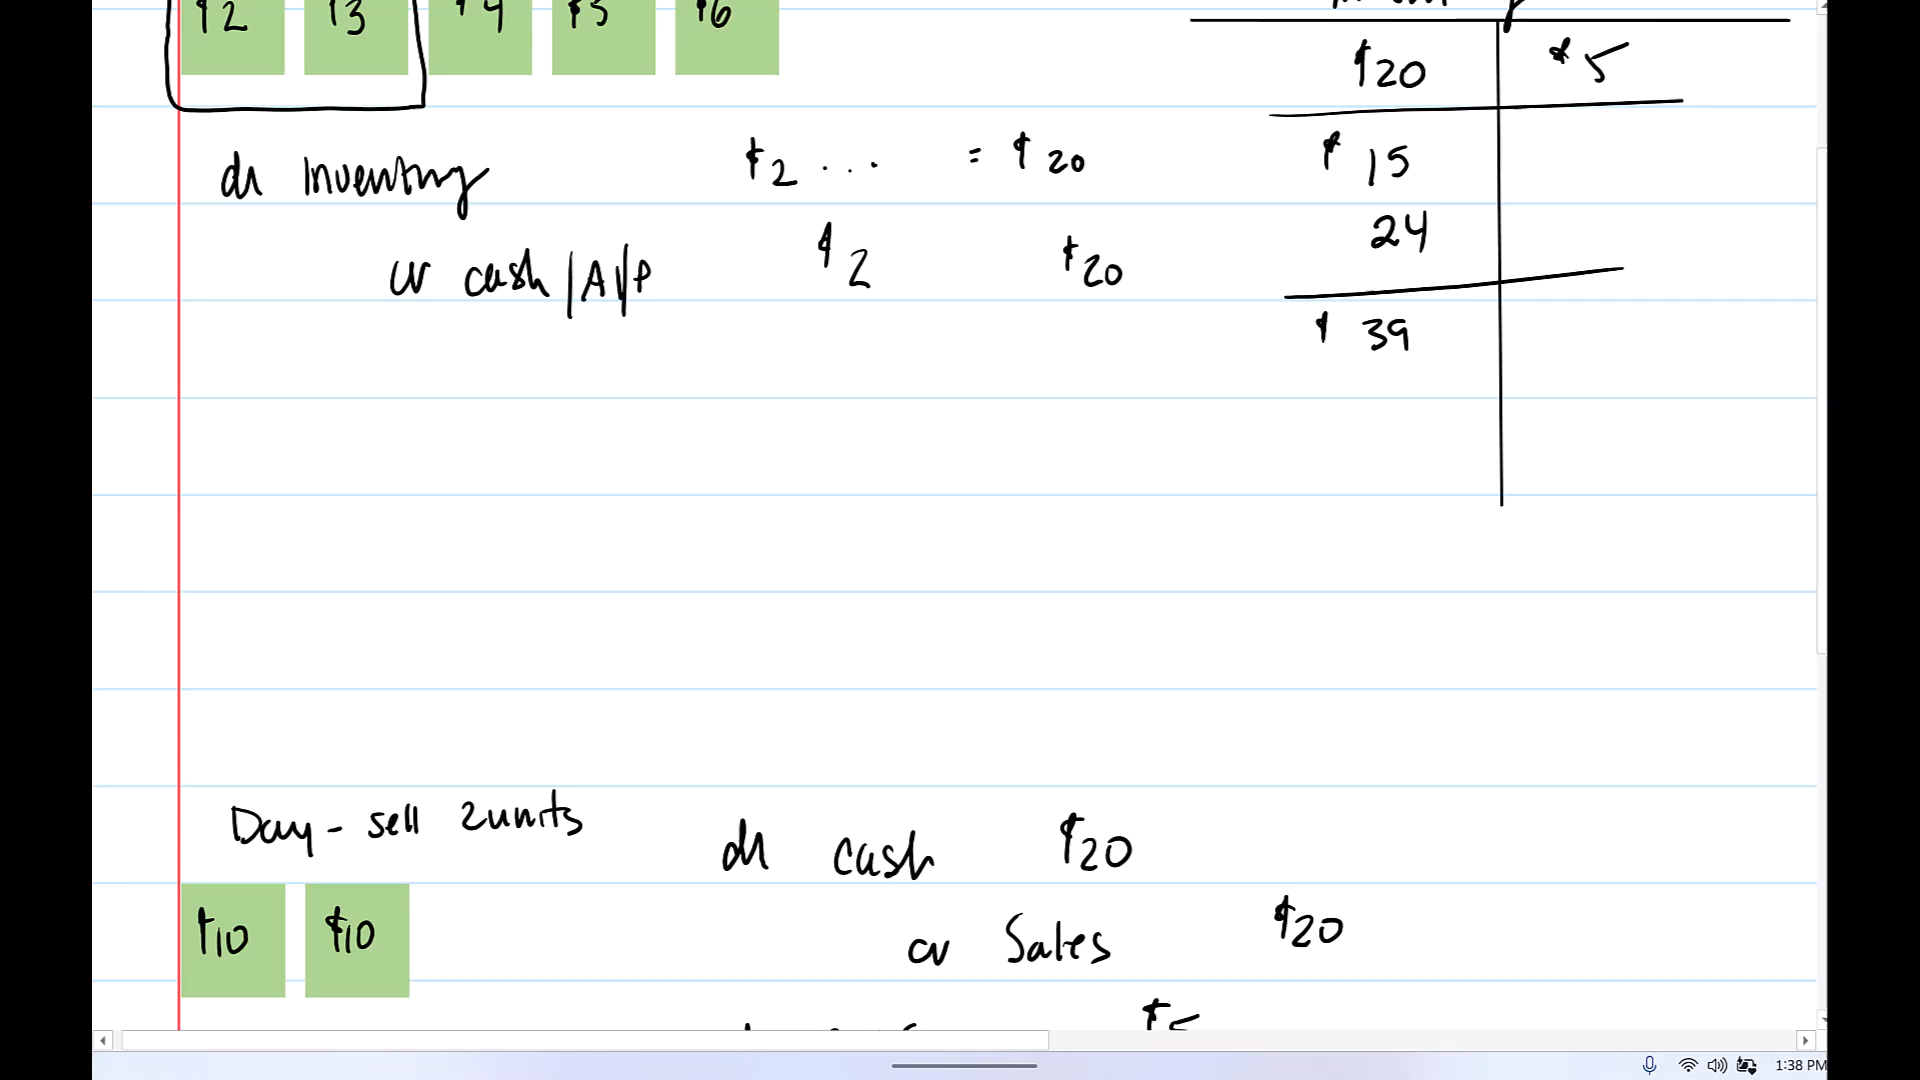 $2 $3 $4 $5 $6
$20 $5
dr Inventory $2 ... = $20
cr cash/A/P $2 $20
$15
24
$39
Day - sell 2 units
dr cash $20
$10 $10
cr Sales $20